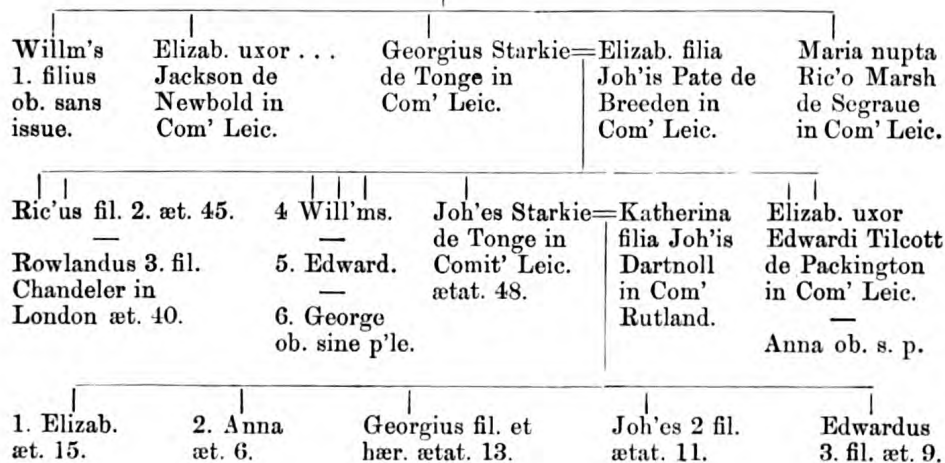 Willm's
1. filius
ob. sans
issue.
Elizab. uxor . . .
Jackson de
Newbold in
Com' Leic.
Georgius Starkie=
de Tonge in
Com' Leic.
Elizab. filia
Joh'is Pate de
Breeden in
Com' Leic.
Maria nupta
Ric'o Marsh
de Segraue
in Com' Leic.
Ric'us fil. 2. æt. 45.
—
Rowlandus 3. fil.
Chandeler in
London æt. 40.
4 Will'ms.
—
5. Edward.
—
6. George
ob. sine p'le.
Joh'es Starkie=
de Tonge in
Comit' Leic.
ætat. 48.
Katherina
filia Joh'is
Dartnoll
in Com'
Rutland.
Elizab. uxor
Edwardi Tilcott
de Packington
in Com' Leic.
—
Anna ob. s. p.
1. Elizab.
æt. 15.
2. Anna
æt. 6.
Georgius fil. et
hær. ætat. 13.
Joh'es 2 fil.
ætat. 11.
Edwardus
3. fil. æt. 9.